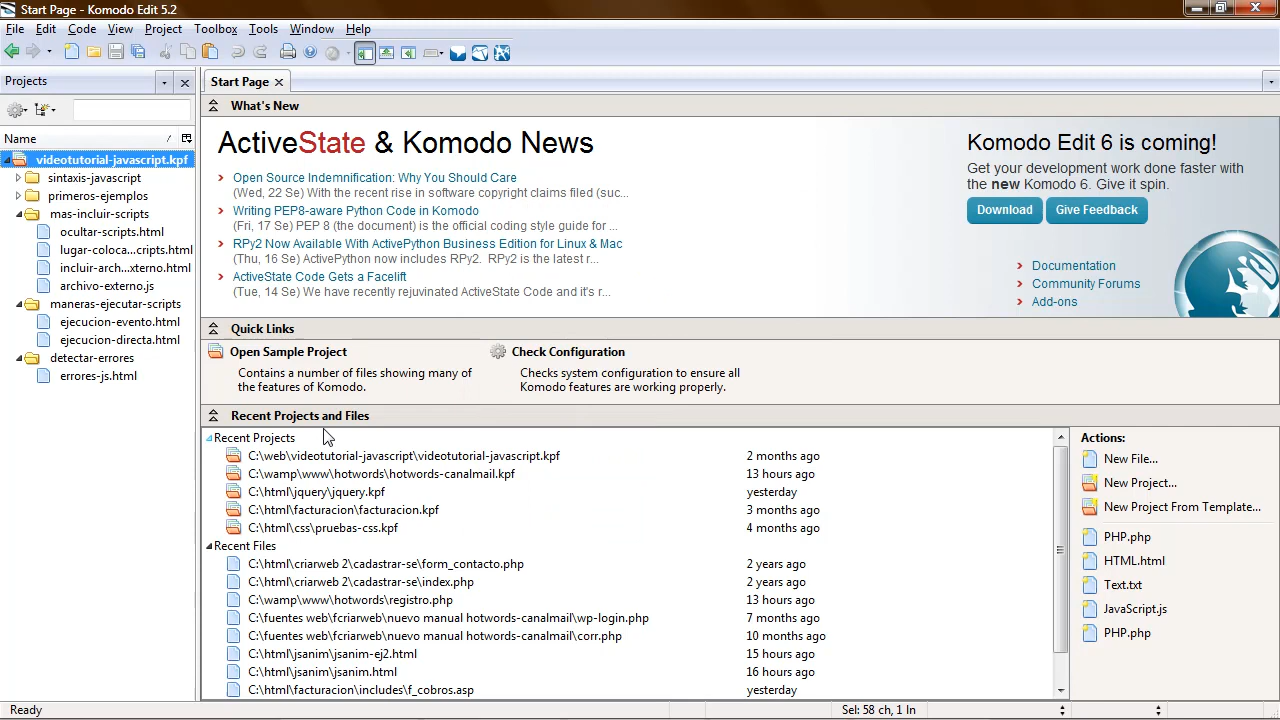 Start Page - Komodo Edit 5.2
File Edit Code View Project Toolbox Tools Window Help
Projects
Name
videotutorial-javascript.kpf
sintaxis-javascript
primeros-ejemplos
mas-incluir-scripts
ocultar-scripts.html
lugar-coloca...cripts.html
incluir-arch...xterno.html
archivo-externo.js
maneras-ejecutar-scripts
ejecucion-evento.html
ejecucion-directa.html
detectar-errores
errores-js.html
Start Page
What's New
ActiveState & Komodo News
Open Source Indemnification: Why You Should Care
(Wed, 22 Se) With the recent rise in software copyright claims filed (suc...
Writing PEP8-aware Python Code in Komodo
(Fri, 17 Se) PEP 8 (the document) is the official coding style guide for ...
RPy2 Now Available With ActivePython Business Edition for Linux & Mac
(Thu, 16 Se) ActivePython now includes RPy2. RPy2 is the latest r...
ActiveState Code Gets a Facelift
(Tue, 14 Se) We have recently rejuvinated ActiveState Code and it's r...
Komodo Edit 6 is coming!
Get your development work done faster with
the new Komodo 6. Give it spin.
Download Give Feedback
Documentation
Community Forums
Add-ons
Quick Links
Open Sample Project
Contains a number of files showing many of
the features of Komodo.
Check Configuration
Checks system configuration to ensure all
Komodo features are working properly.
Recent Projects and Files
Recent Projects
C:\web\videotutorial-javascript\videotutorial-javascript.kpf 2 months ago
C:\wamp\www\hotwords\hotwords-canalmail.kpf 13 hours ago
C:\html\jquery\jquery.kpf yesterday
C:\html\facturacion\facturacion.kpf 3 months ago
C:\html\css\pruebas-css.kpf 4 months ago
Recent Files
C:\html\criarweb 2\cadastrar-se\form_contacto.php 2 years ago
C:\html\criarweb 2\cadastrar-se\index.php 2 years ago
C:\wamp\www\hotwords\registro.php 13 hours ago
C:\fuentes web\fcriarweb\nuevo manual hotwords-canalmail\wp-login.php 7 months ago
C:\fuentes web\fcriarweb\nuevo manual hotwords-canalmail\corr.php 10 months ago
C:\html\jsanim\jsanim-ej2.html 15 hours ago
C:\html\jsanim\jsanim.html 16 hours ago
C:\html\facturacion\includes\f_cobros.asp yesterday
Actions:
New File...
New Project...
New Project From Template...
PHP.php
HTML.html
Text.txt
JavaScript.js
PHP.php
Ready
Sel: 58 ch, 1 ln